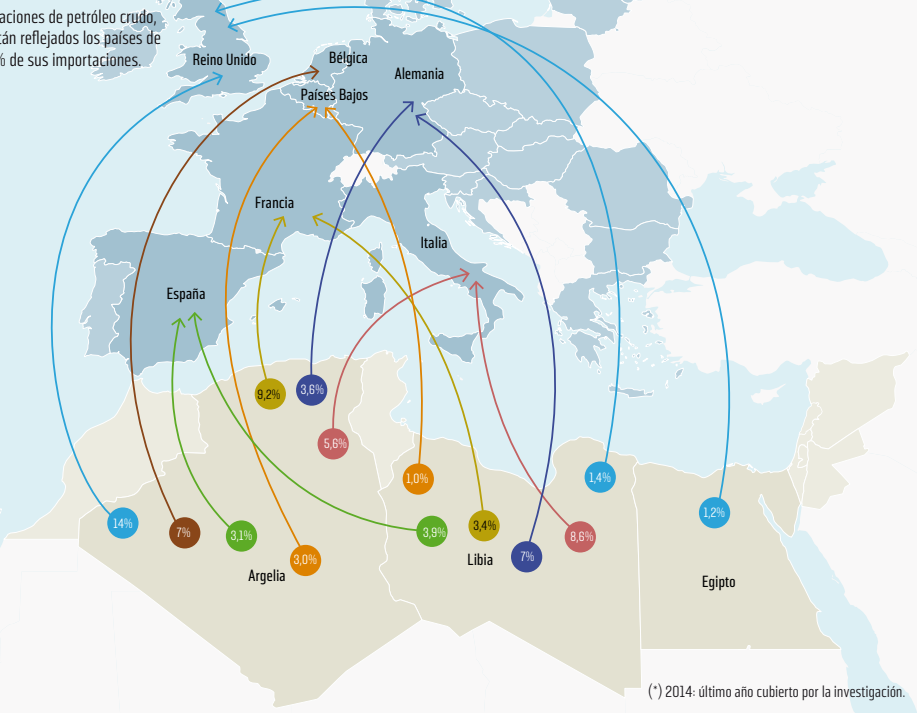 aciones de petróleo crudo,
tán reflejados los países de
% de sus importaciones.
Reino Unido
Bélgica
Alemania
Países Bajos
Francia
Italia
España
9,2%
3,6%
5,6%
1,0%
1,4%
14%
7%
3,1%
3,9%
3,4%
1,2%
3,0%
7%
8,6%
Argelia
Libia
Egipto
(*) 2014: último año cubierto por la investigación.